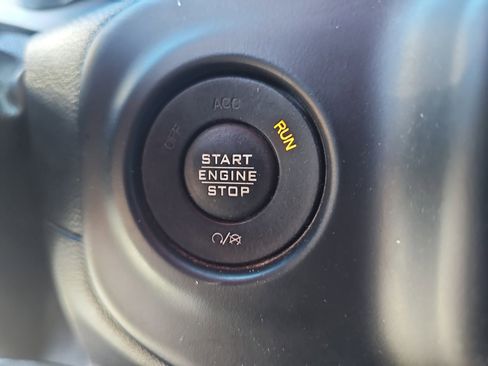 ACC
OFF
RUN
START
ENGINE
STOP